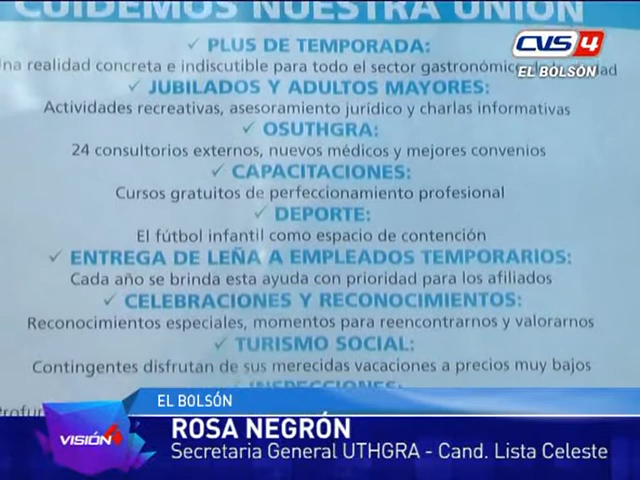 CUIDEMOS NUESTRA UNIÓN
CVS 4
EL BOLSÓN
✓ PLUS DE TEMPORADA:
Una realidad concreta e indiscutible para todo el sector
✓ JUBILADOS Y ADULTOS MAYORES:
Actividades recreativas, asesoramiento jurídico y charlas informativas
✓ OSUTHGRA:
24 consultorios externos, nuevos médicos y mejores convenios
✓ CAPACITACIONES:
Cursos gratuitos de perfeccionamiento profesional
✓ DEPORTE:
El fútbol infantil como espacio de contención
✓ ENTREGA DE LEÑA A EMPLEADOS TEMPORARIOS:
Cada año se brinda esta ayuda con prioridad para los afiliados
✓ CELEBRACIONES Y RECONOCIMIENTOS:
Reconocimientos especiales, momentos para reencontrarnos y valorarnos
✓ TURISMO SOCIAL:
Contingentes disfrutan de sus merecidas vacaciones a precios muy bajos
INSPECCIONES:
EL BOLSÓN
VISIÓN 4
ROSA NEGRÓN
Secretaria General UTHGRA - Cand. Lista Celeste